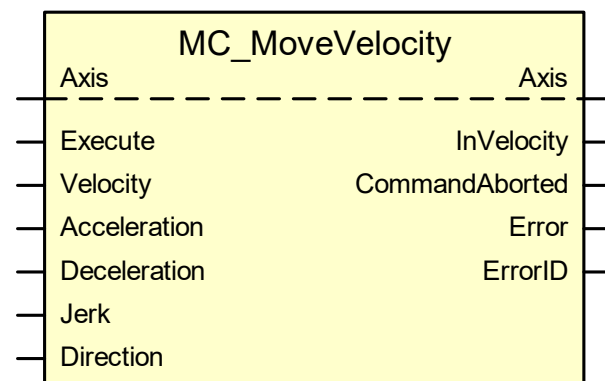 MC_MoveVelocity
Axis Axis
Execute InVelocity
Velocity CommandAborted
Acceleration Error
Deceleration ErrorID
Jerk
Direction